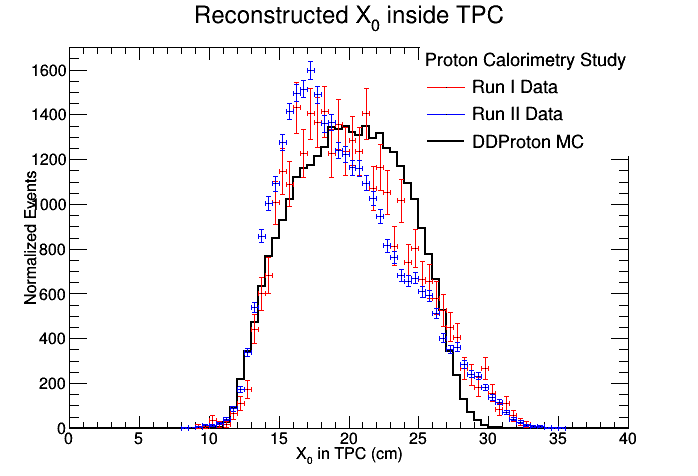 Reconstructed X0 inside TPC
Proton Calorimetry Study
Run I Data
Run II Data
DDProton MC
Normalized Events
1600
1400
1200
1000
800
600
400
200
0
0 5 10 15 20 25 30 35 40
X0 in TPC (cm)